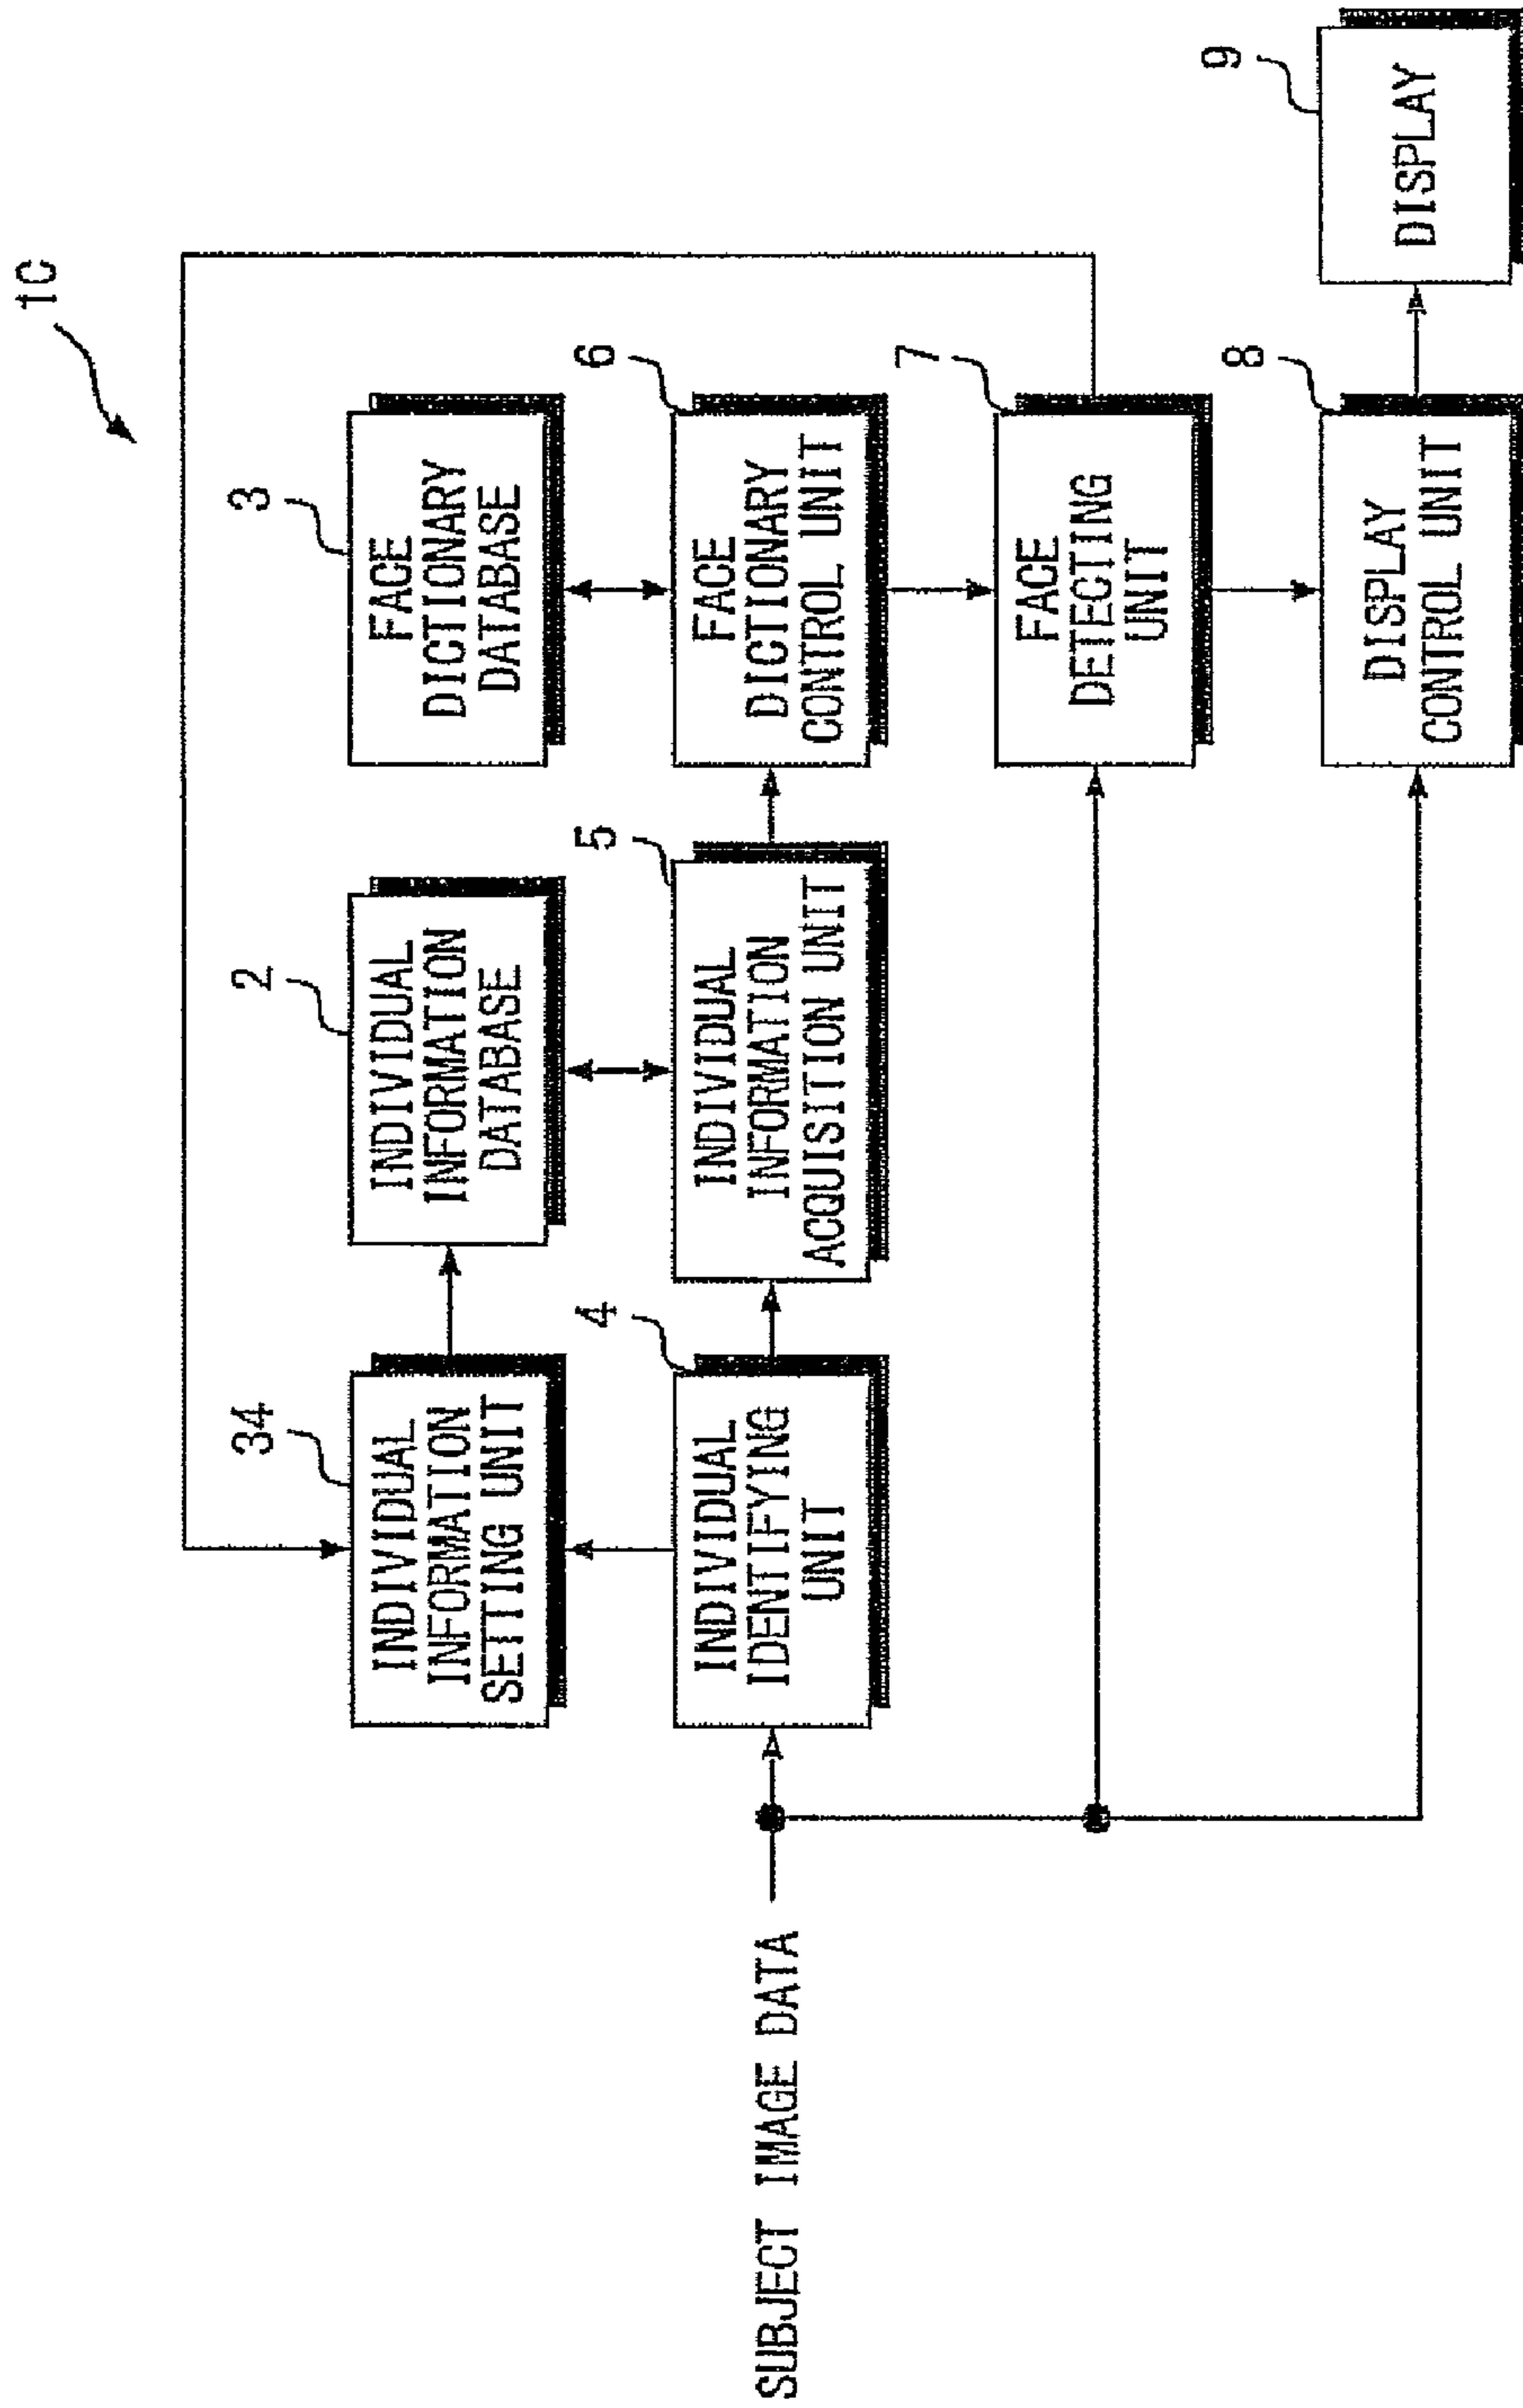 1C
34
INDIVIDUAL
INFORMATION
SETTING UNIT
2
INDIVIDUAL
INFORMATION
DATABASE
3
FACE
DICTIONARY
DATABASE
SUBJECT IMAGE DATA
4
INDIVIDUAL
IDENTIFYING
UNIT
5
INDIVIDUAL
INFORMATION
ACQUISITION UNIT
6
FACE
DICTIONARY
CONTROL UNIT
7
FACE
DETECTING
UNIT
8
DISPLAY
CONTROL UNIT
9
DISPLAY